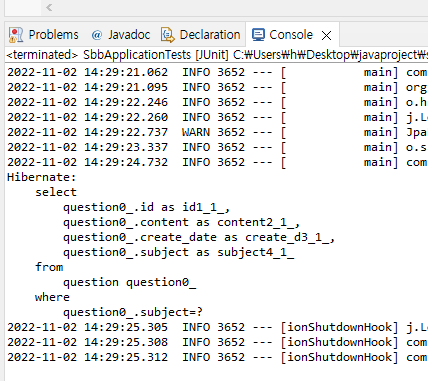 Problems @ Javadoc Declaration Console
<terminated> SbbApplicationTests [JUnit] C:₩Users₩h₩Desktop₩javaproject₩s
2022-11-02 14:29:21.062  INFO 3652 --- [           main] com
2022-11-02 14:29:21.095  INFO 3652 --- [           main] org
2022-11-02 14:29:22.246  INFO 3652 --- [           main] o.h
2022-11-02 14:29:22.260  INFO 3652 --- [           main] j.Lo
2022-11-02 14:29:22.737  WARN 3652 --- [           main] Jpa
2022-11-02 14:29:23.337  INFO 3652 --- [           main] o.s
2022-11-02 14:29:24.732  INFO 3652 --- [           main] com
Hibernate:
    select
        question0_.id as id1_1_,
        question0_.content as content2_1_,
        question0_.create_date as create_d3_1_,
        question0_.subject as subject4_1_
    from
        question question0_
    where
        question0_.subject=?
2022-11-02 14:29:25.305  INFO 3652 --- [ionShutdownHook] j.Lo
2022-11-02 14:29:25.308  INFO 3652 --- [ionShutdownHook] com
2022-11-02 14:29:25.312  INFO 3652 --- [ionShutdownHook] com